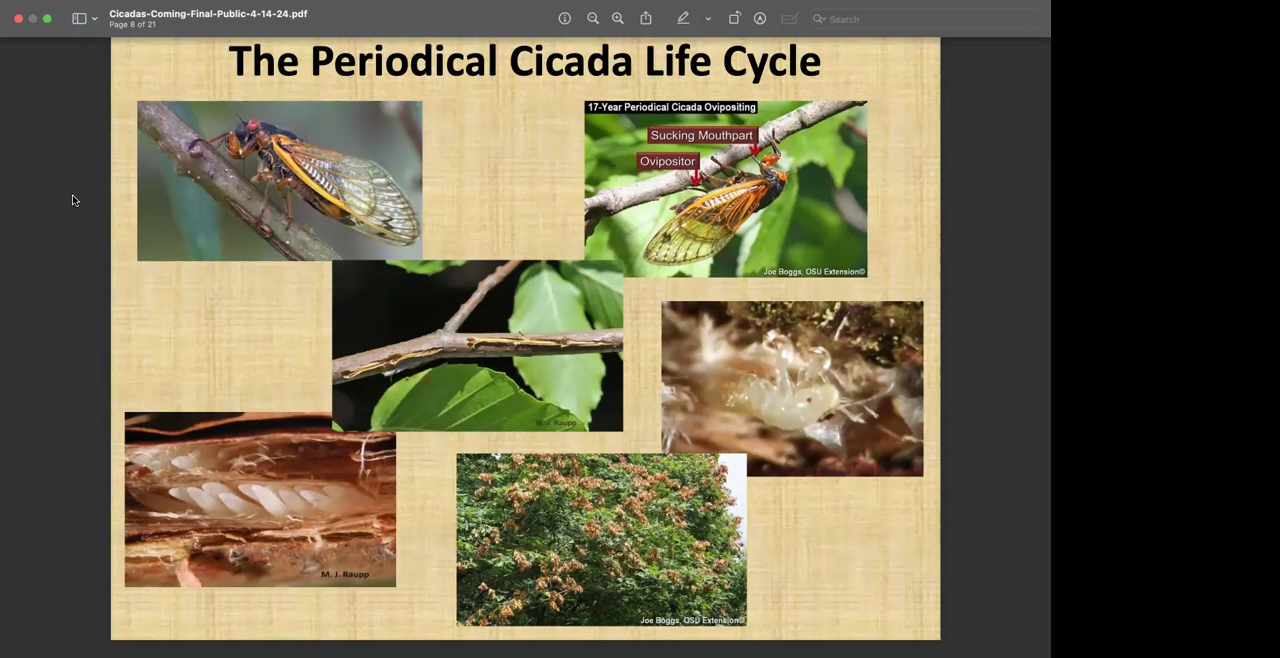 Cicadas-Coming-Final-Public-4-14-24.pdf
Page 8 of 21
Search
The Periodical Cicada Life Cycle
17-Year Periodical Cicada Ovipositing
Sucking Mouthpart
Ovipositor
Joe Boggs, OSU Extension©
M. J. Raupp
M. J. Raupp
Joe Boggs, OSU Extension©